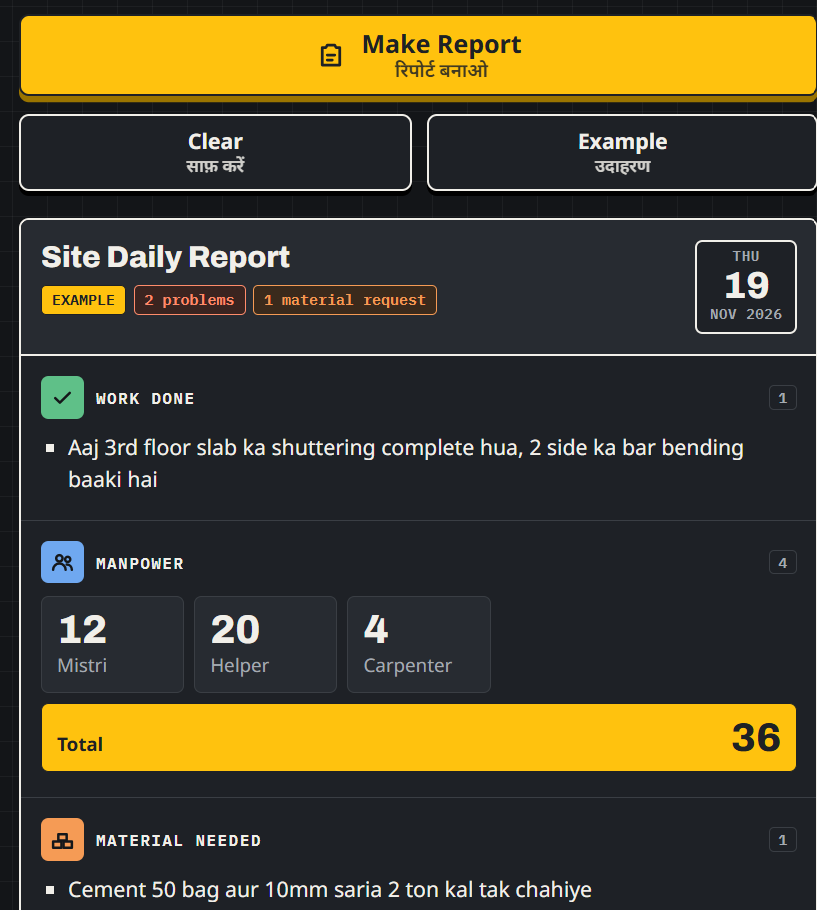 Make Report
रिपोर्ट बनाओ
Clear
साफ़ करें
Example
उदाहरण
Site Daily Report
EXAMPLE
2 problems
1 material request
THU
19
NOV 2026
WORK DONE
1
Aaj 3rd floor slab ka shuttering complete hua, 2 side ka bar bending
baaki hai
MANPOWER
4
12
Mistri
20
Helper
4
Carpenter
Total
36
MATERIAL NEEDED
1
Cement 50 bag aur 10mm saria 2 ton kal tak chahiye